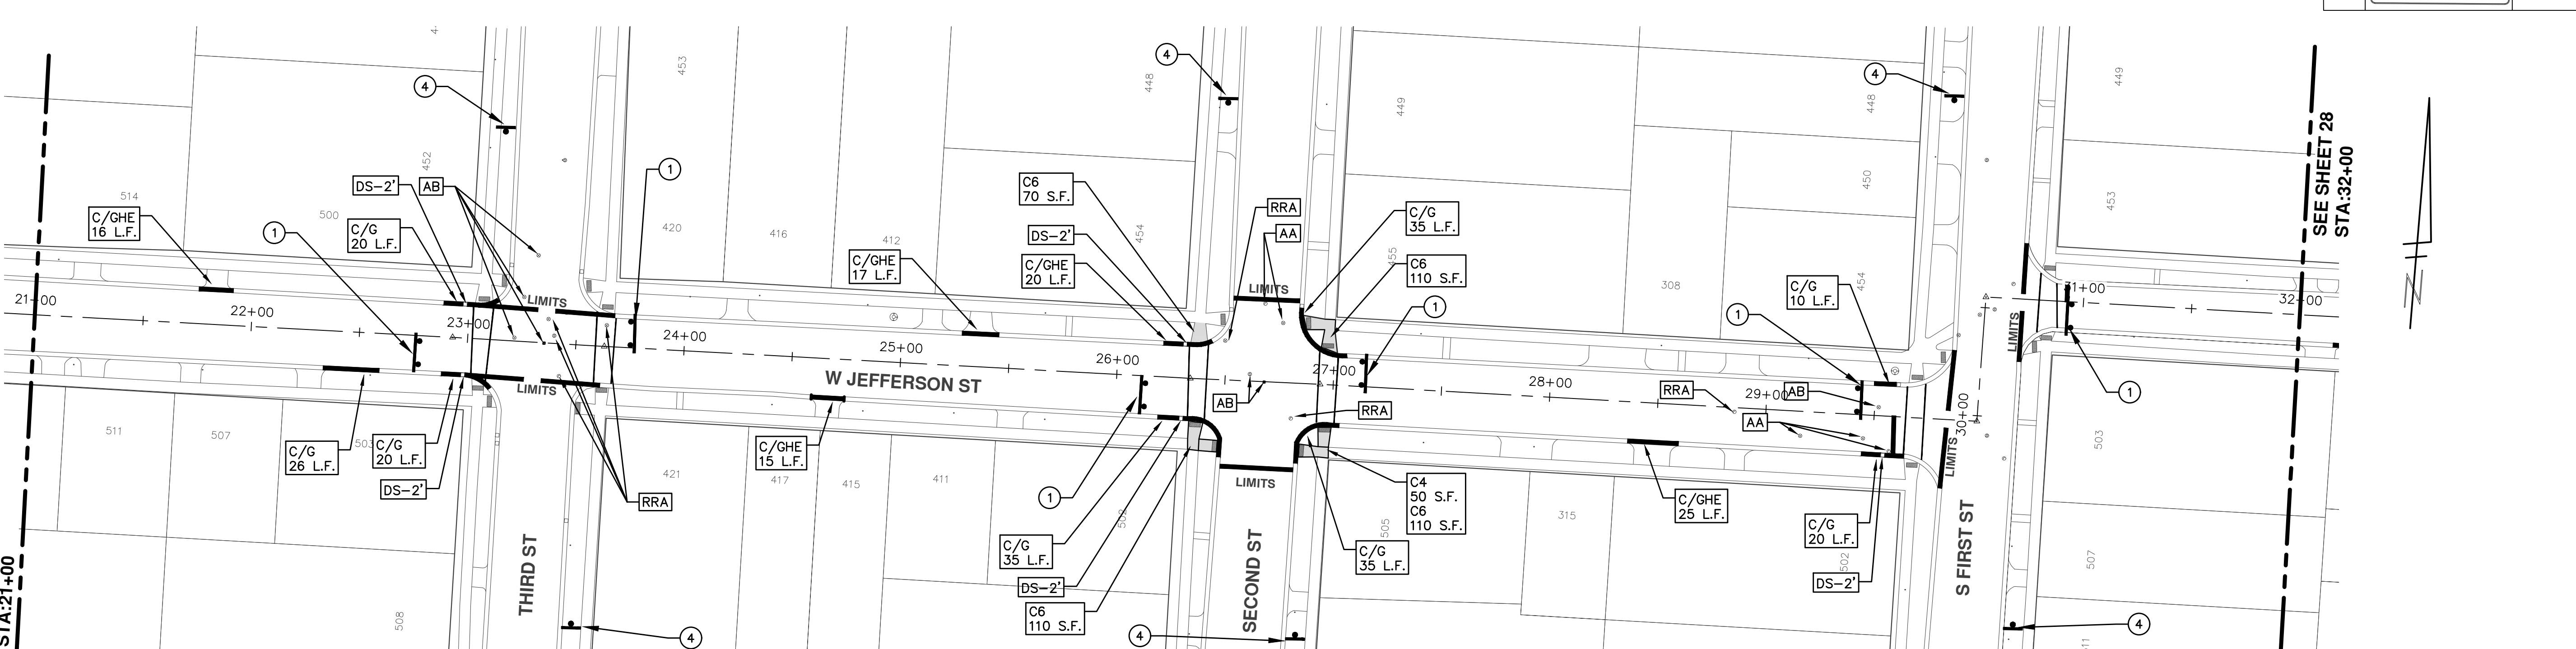 4
4
4
453
448
449
448
449
SEE SHEET 28
STA:32+00
452
1
DS-2'
AB
C6
70 S.F.
RRA
C/G
35 L.F.
450
453
514
C/GHE
16 L.F.
500
1
C/G
20 L.F.
420
416
412
C/GHE
17 L.F.
DS-2'
C/GHE
20 L.F.
454
AA
455
C6
110 S.F.
308
C/G
10 L.F.
454
1
1
N
21+00
22+00
23+00
LIMITS
24+00
25+00
26+00
LIMITS
27+00
28+00
29+00
30+00
31+00
32+00
LIMITS
LIMITS
LIMITS
W JEFFERSON ST
AB
RRA
RRA
AB
AA
1
511
507
503
C/G
26 L.F.
C/G
20 L.F.
DS-2'
RRA
421
417
C/GHE
15 L.F.
415
411
1
502
LIMITS
C4
50 S.F.
C6
110 S.F.
505
315
C/GHE
25 L.F.
C/G
20 L.F.
502
DS-2'
503
507
STA:21+00
508
THIRD ST
4
C/G
35 L.F.
DS-2'
C6
110 S.F.
4
SECOND ST
C/G
35 L.F.
S FIRST ST
4